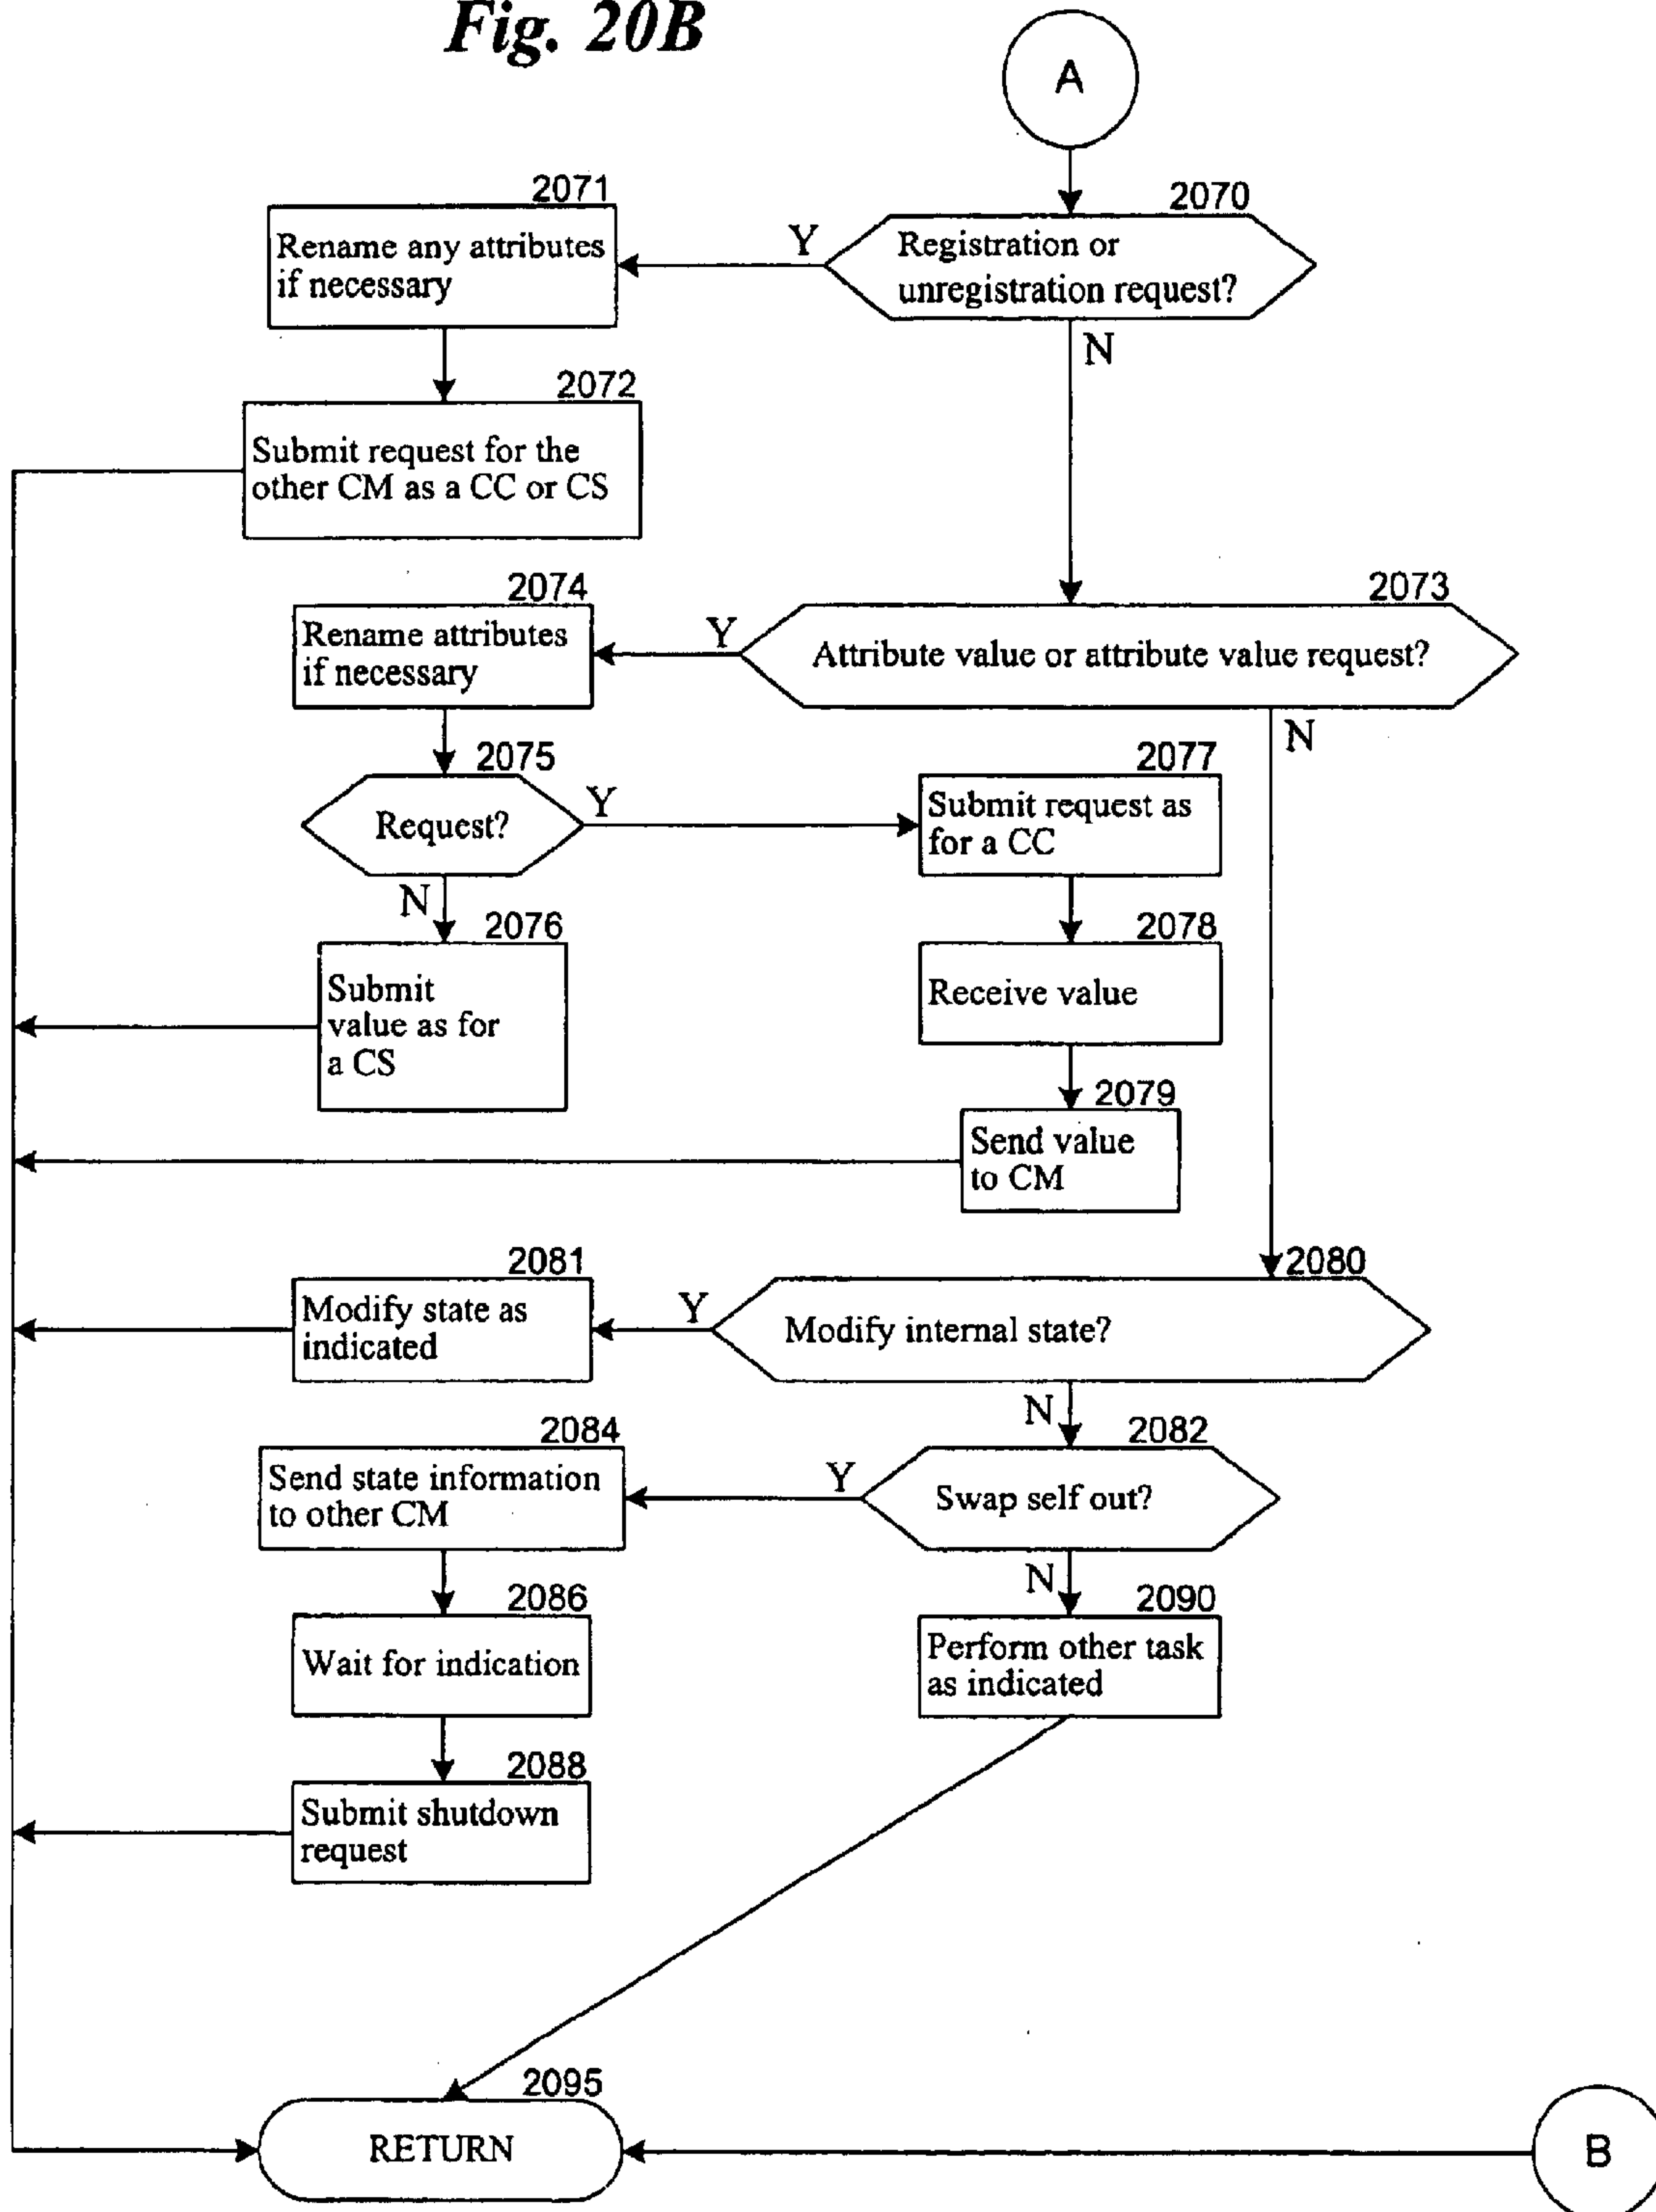 Fig. 20B
A
2070
Registration or
unregistration request?
Y
N
2071
Rename any attributes
if necessary
2072
Submit request for the
other CM as a CC or CS
2073
Attribute value or attribute value request?
Y
N
2074
Rename attributes
if necessary
2075
Request?
Y
N
2076
Submit
value as for
a CS
2077
Submit request as
for a CC
2078
Receive value
2079
Send value
to CM
2080
Modify internal state?
Y
N
2081
Modify state as
indicated
2082
Swap self out?
Y
N
2084
Send state information
to other CM
2086
Wait for indication
2088
Submit shutdown
request
2090
Perform other task
as indicated
2095
RETURN
B